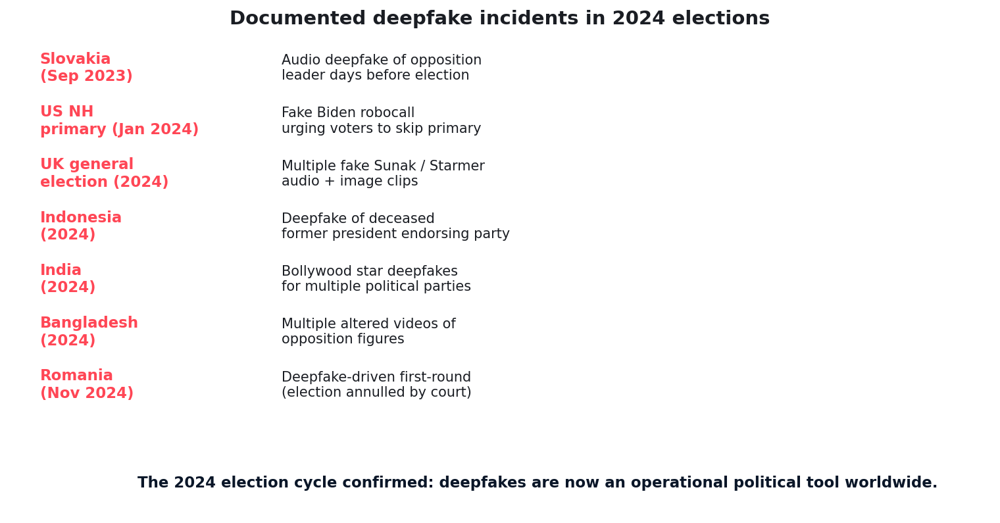 Documented deepfake incidents in 2024 elections
Slovakia
(Sep 2023)
Audio deepfake of opposition
leader days before election
US NH
primary (Jan 2024)
Fake Biden robocall
urging voters to skip primary
UK general
election (2024)
Multiple fake Sunak / Starmer
audio + image clips
Indonesia
(2024)
Deepfake of deceased
former president endorsing party
India
(2024)
Bollywood star deepfakes
for multiple political parties
Bangladesh
(2024)
Multiple altered videos of
opposition figures
Romania
(Nov 2024)
Deepfake-driven first-round
(election annulled by court)
The 2024 election cycle confirmed: deepfakes are now an operational political tool worldwide.